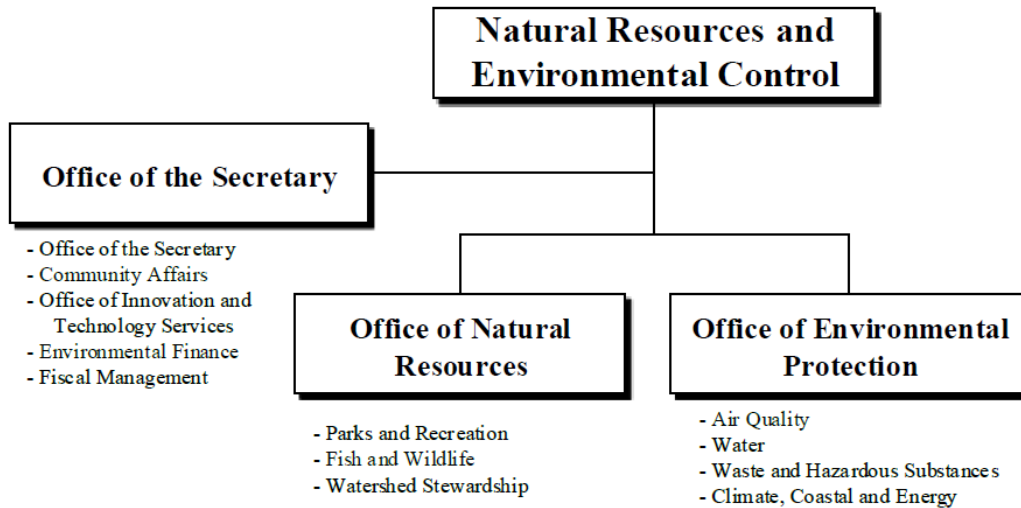 Natural Resources and
Environmental Control
Office of the Secretary
- Office of the Secretary
- Community Affairs
- Office of Innovation and
Technology Services
- Environmental Finance
- Fiscal Management
Office of Natural
Resources
- Parks and Recreation
- Fish and Wildlife
- Watershed Stewardship
Office of Environmental
Protection
- Air Quality
- Water
- Waste and Hazardous Substances
- Climate, Coastal and Energy